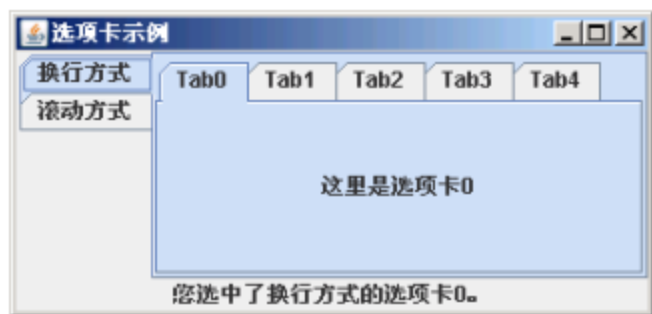 选项卡示例
换行方式
滚动方式
Tab0 Tab1 Tab2 Tab3 Tab4
这里是选项卡0
您选中了换行方式的选项卡0。